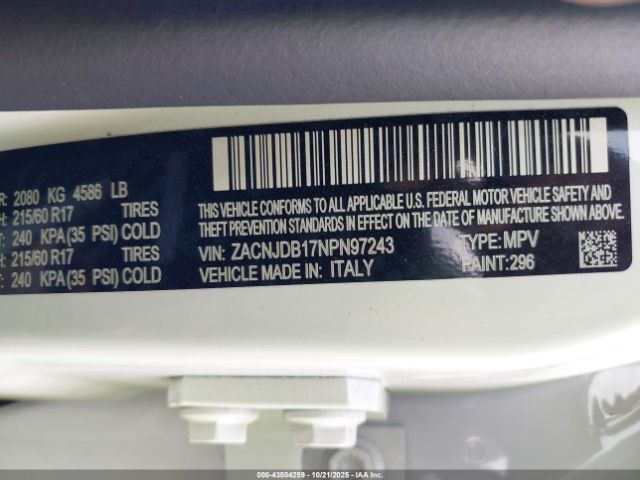 R: 2080 KG 4586 LB
H: 215/60 R17 TIRES
T: 240 KPA(35 PSI) COLD
H: 215/60 R17 TIRES
T: 240 KPA(35 PSI) COLD
THIS VEHICLE CONFORMS TO ALL APPLICABLE U.S. FEDERAL MOTOR VEHICLE SAFETY AND
THEFT PREVENTION STANDARDS IN EFFECT ON THE DATE OF MANUFACTURE SHOWN ABOVE.
VIN: ZACNJDB17NPN97243 TYPE: MPV
VEHICLE MADE IN: ITALY PAINT: 296
000-43504259 | 10/21/2025 | IAAI.com